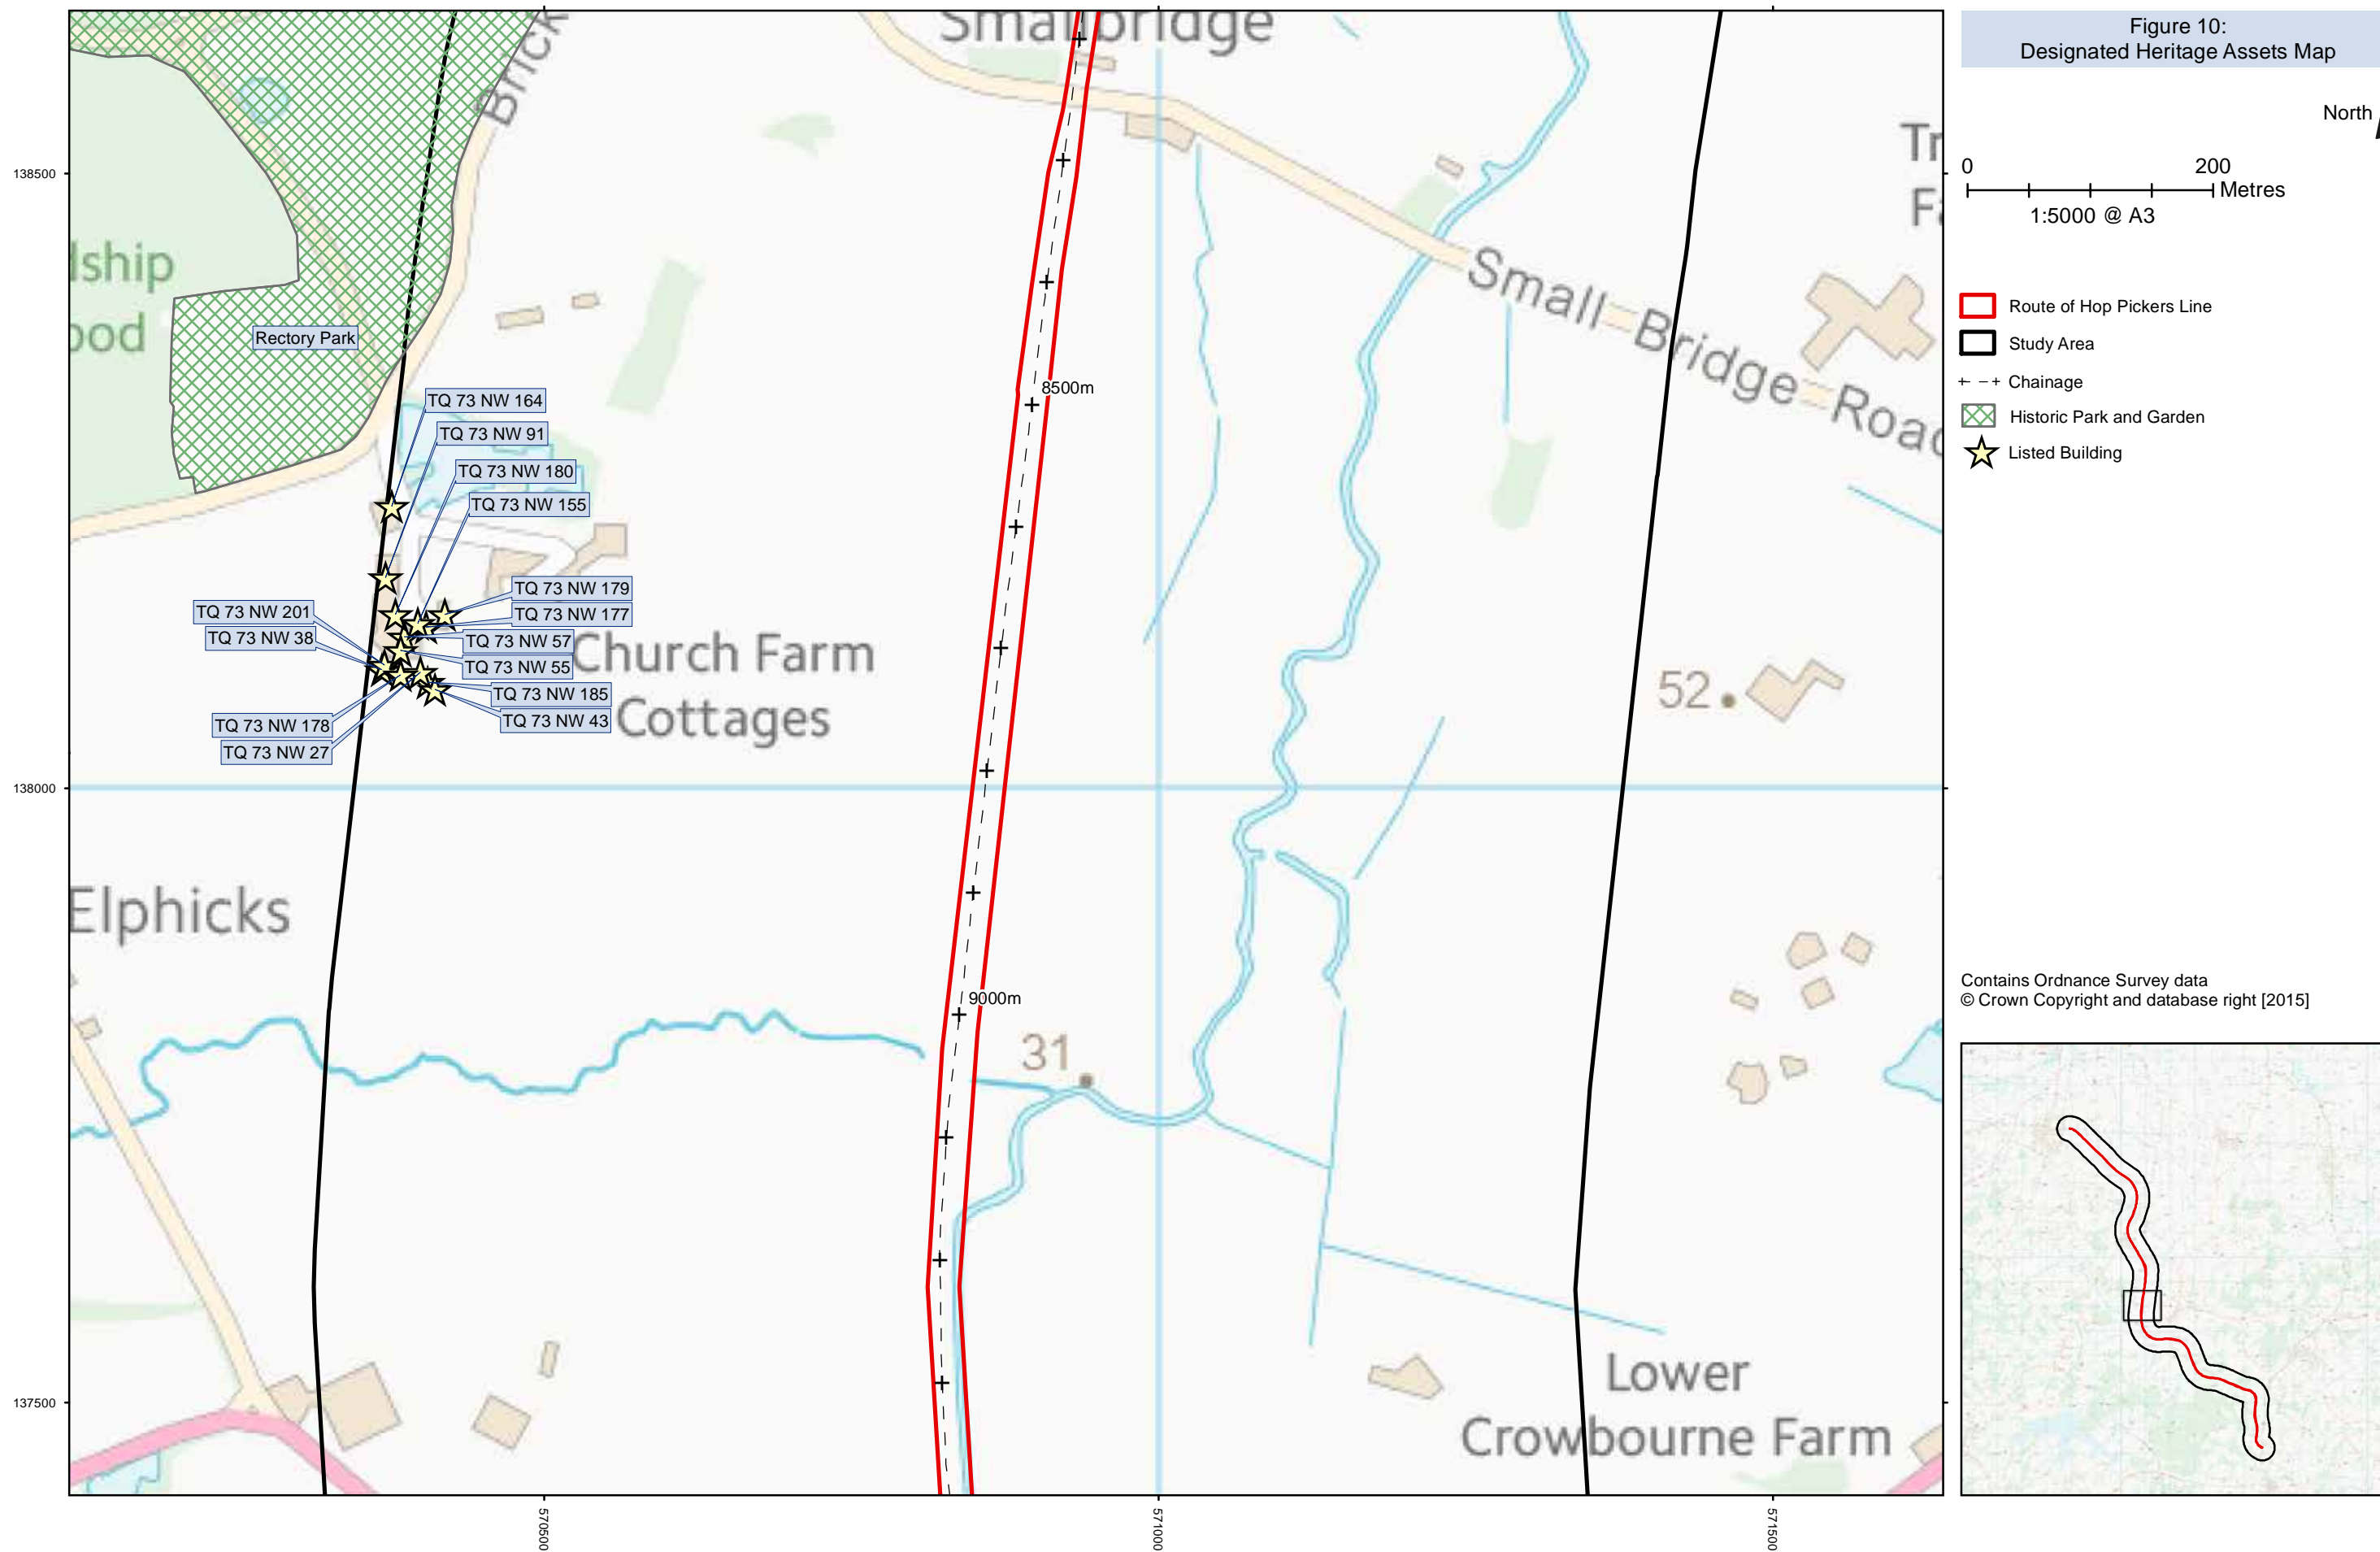 Figure 10:
Designated Heritage Assets Map
North
0 200
Metres
1:5000 @ A3
Route of Hop Pickers Line
Study Area
Chainage
Historic Park and Garden
Listed Building
Contains Ordnance Survey data
© Crown Copyright and database right [2015]
138500
138000
137500
570500
571000
571500
Smallbridge
Brick
Rectory Park
8500m
Small Bridge Road
TQ 73 NW 164
TQ 73 NW 91
TQ 73 NW 180
TQ 73 NW 155
TQ 73 NW 179
TQ 73 NW 201
TQ 73 NW 177
TQ 73 NW 38
TQ 73 NW 57
TQ 73 NW 55
TQ 73 NW 185
TQ 73 NW 178
TQ 73 NW 43
TQ 73 NW 27
Church Farm
Cottages
52
Elphicks
9000m
31
Lower
Crowbourne Farm